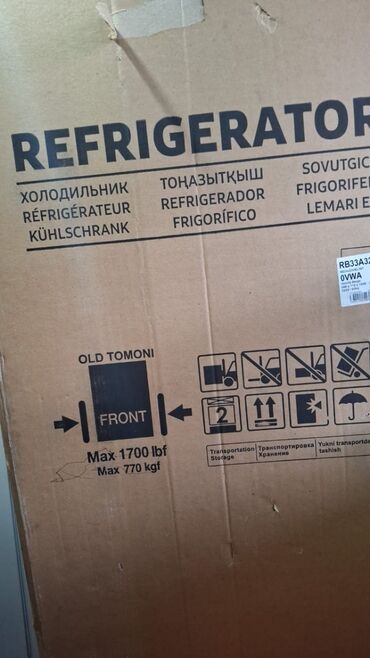 REFRIGERATOR
ХОЛОДИЛЬНИК
RÉFRIGÉRATEUR
KÜHLSCHRANK
ТОҢАЗЫТҚЫШ
REFRIGERADOR
FRIGORÍFICO
SOVUTGIC
FRIGORIFE
LEMARI E
RB33A32
0VWA
OLD TOMONI
FRONT
Max 1700 lbf
Max 770 kgf
2
Transportation
Storage
Транспортировка
Хранение
Yukni transportda
tashish